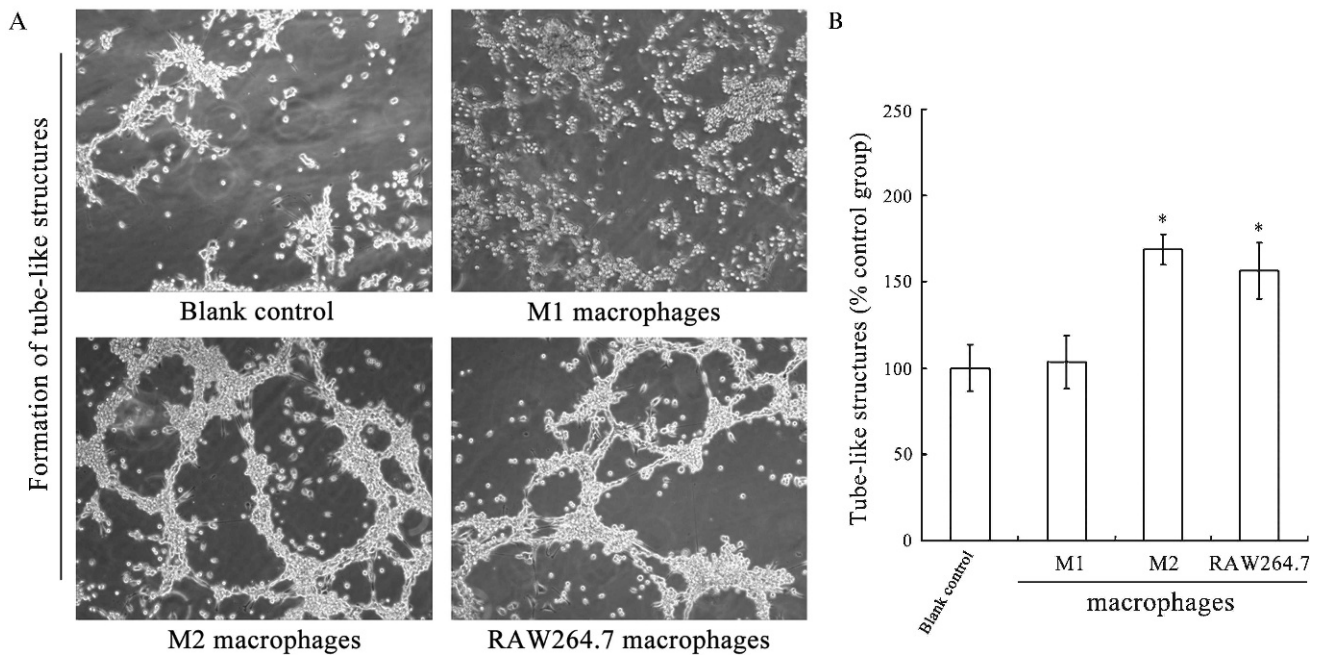 A
Formation of tube-like structures
Blank control
M1 macrophages
M2 macrophages
RAW264.7 macrophages
B
Tube-like structures (% control group)
250
200
150
100
50
0
*
*
Blank control
M1
M2
RAW264.7
macrophages